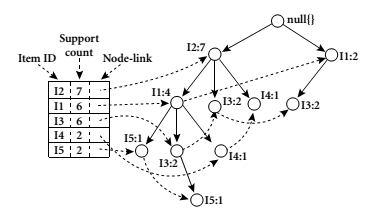 Support
count
Item ID
Node-link
null{}
I2:7
I1:2
I2 7
I1 6
I3 6
I4 2
I5 2
I1:4
I3:2
I4:1
I3:2
I5:1
I3:2
I4:1
I5:1